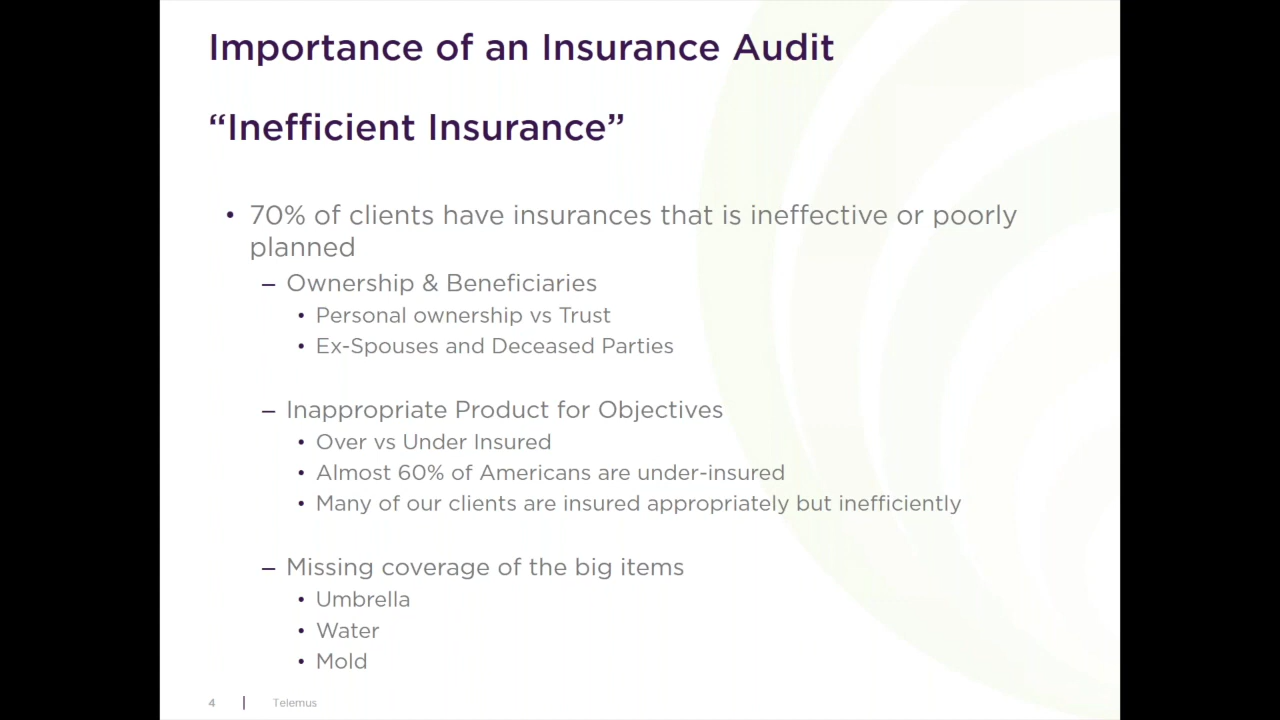 Importance of an Insurance Audit
“Inefficient Insurance”
• 70% of clients have insurances that is ineffective or poorly
planned
– Ownership & Beneficiaries
• Personal ownership vs Trust
• Ex-Spouses and Deceased Parties
– Inappropriate Product for Objectives
• Over vs Under Insured
• Almost 60% of Americans are under-insured
• Many of our clients are insured appropriately but inefficiently
– Missing coverage of the big items
• Umbrella
• Water
• Mold
4 | Telemus